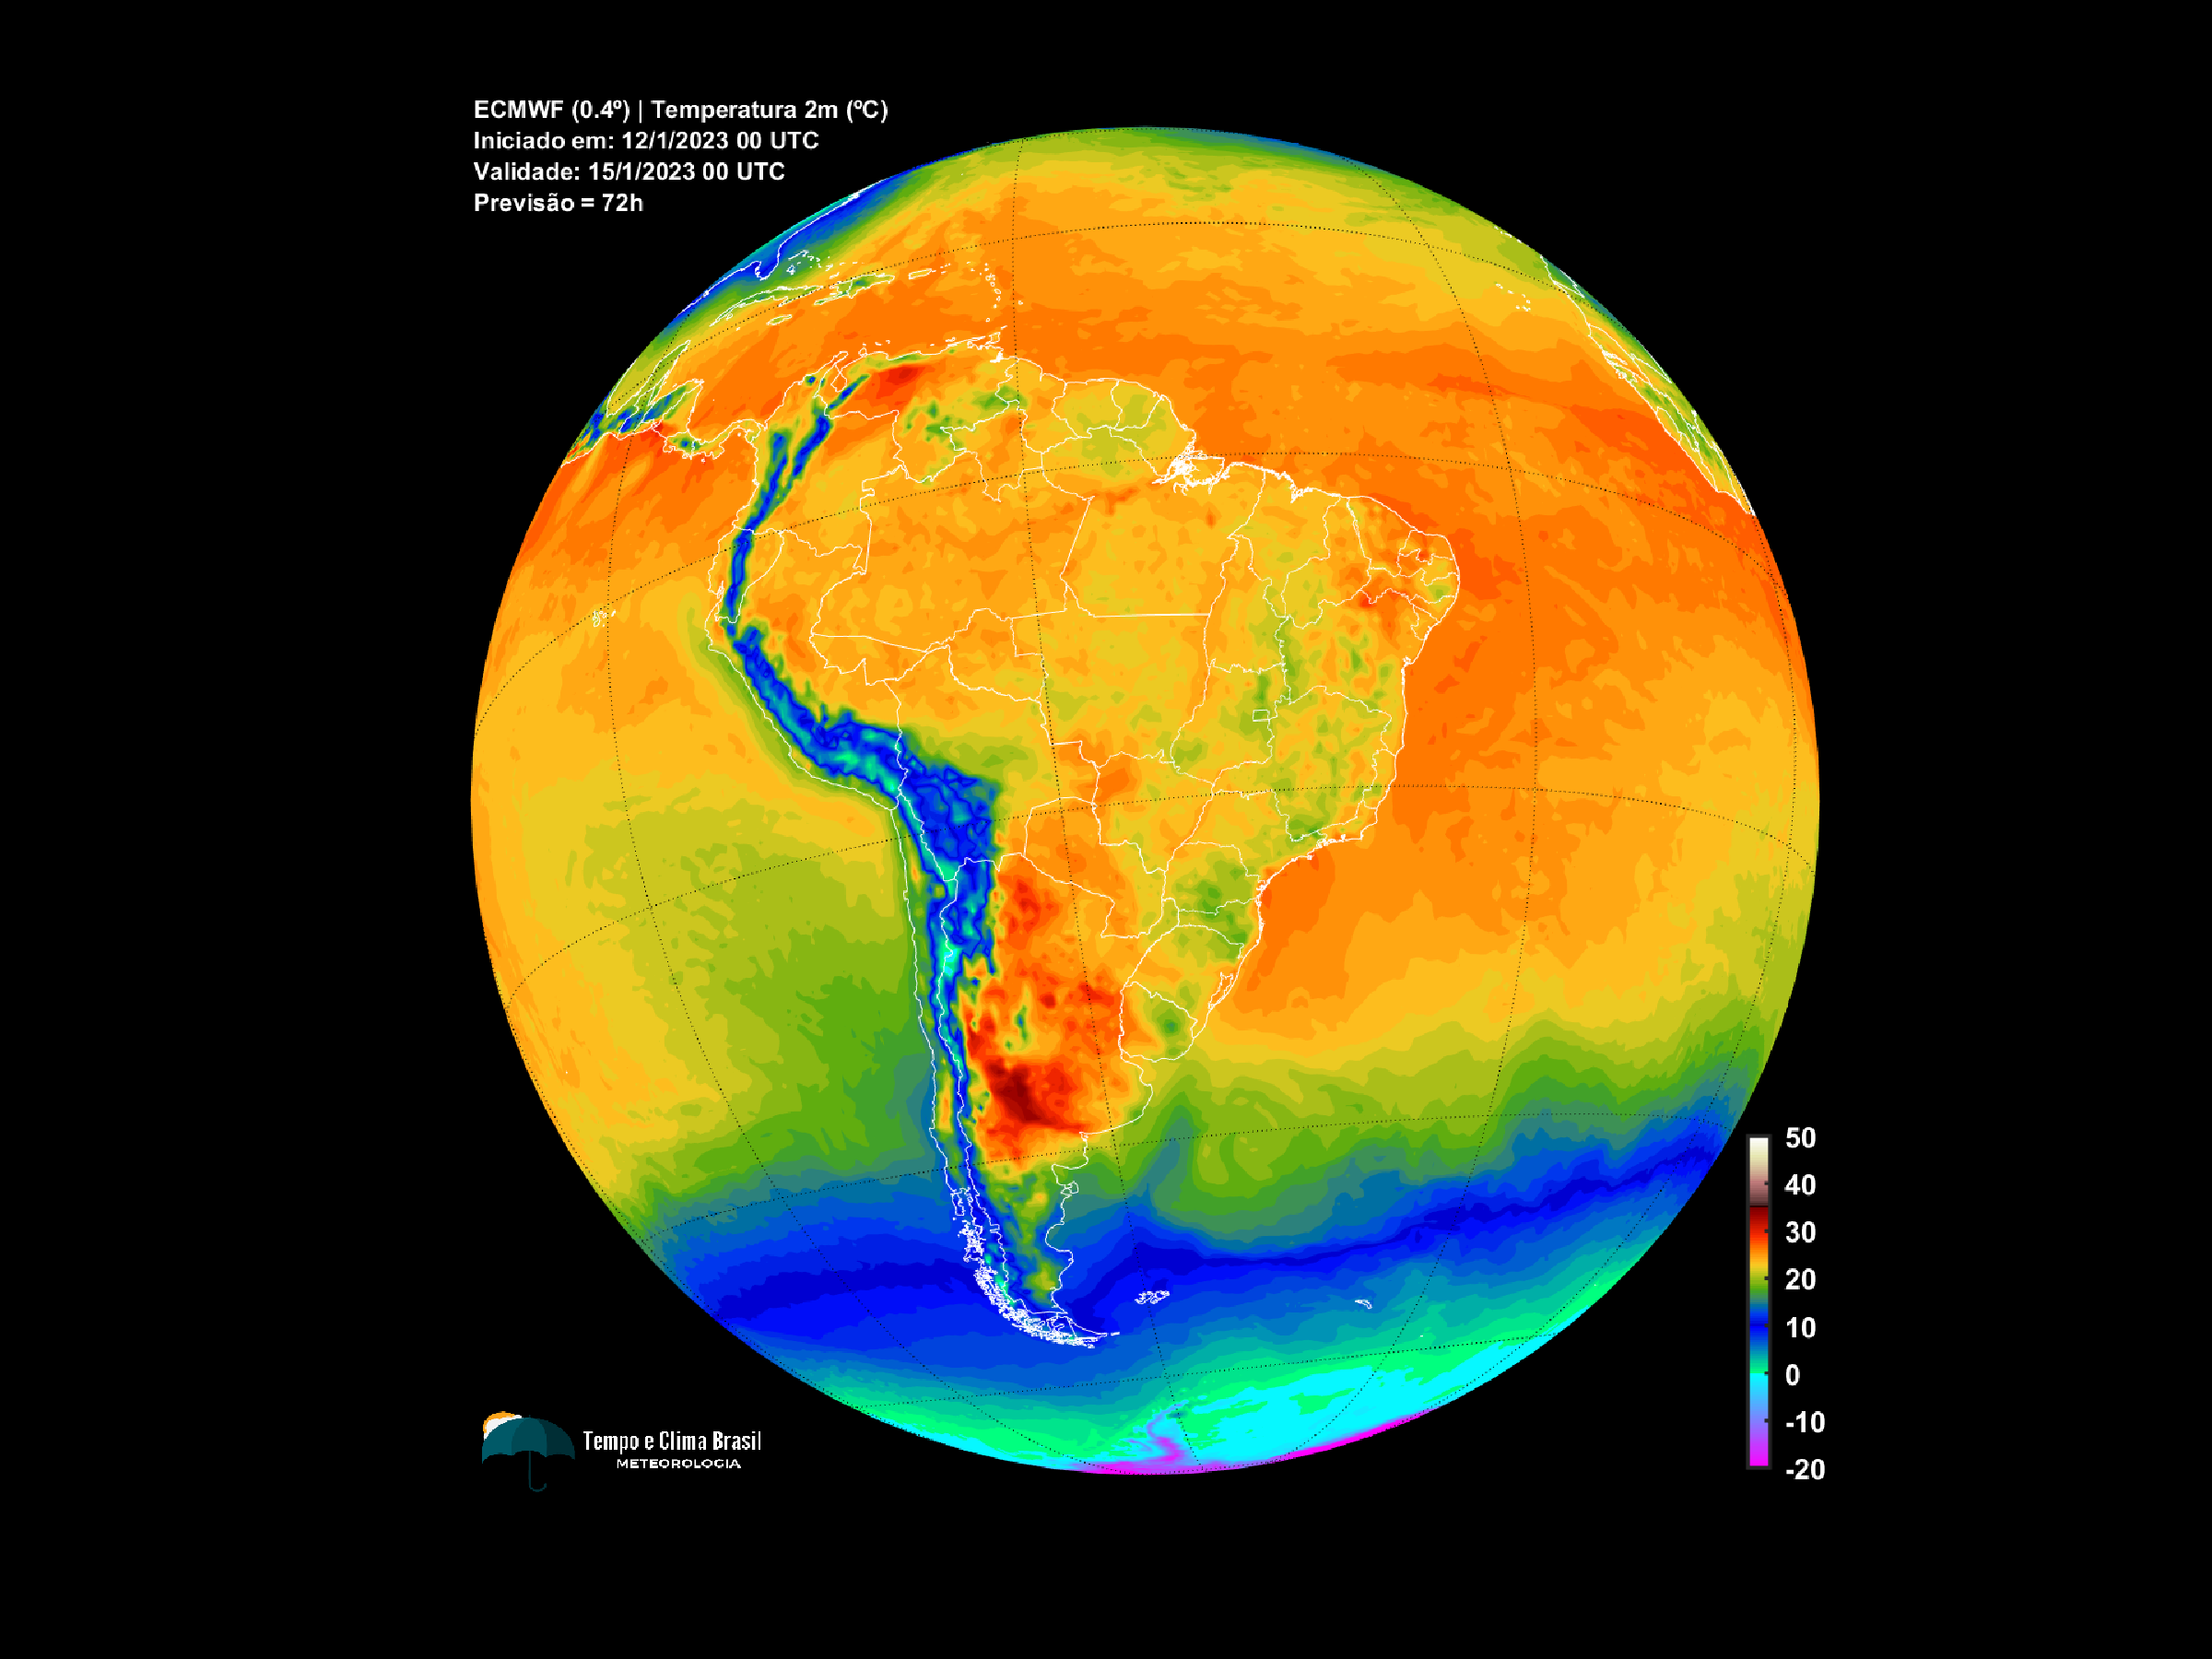 ECMWF (0.4º) | Temperatura 2m (ºC)
Iniciado em: 12/1/2023 00 UTC
Validade: 15/1/2023 00 UTC
Previsão = 72h
50
40
30
20
10
0
-10
-20
Tempo e Clima Brasil
METEOROLOGIA